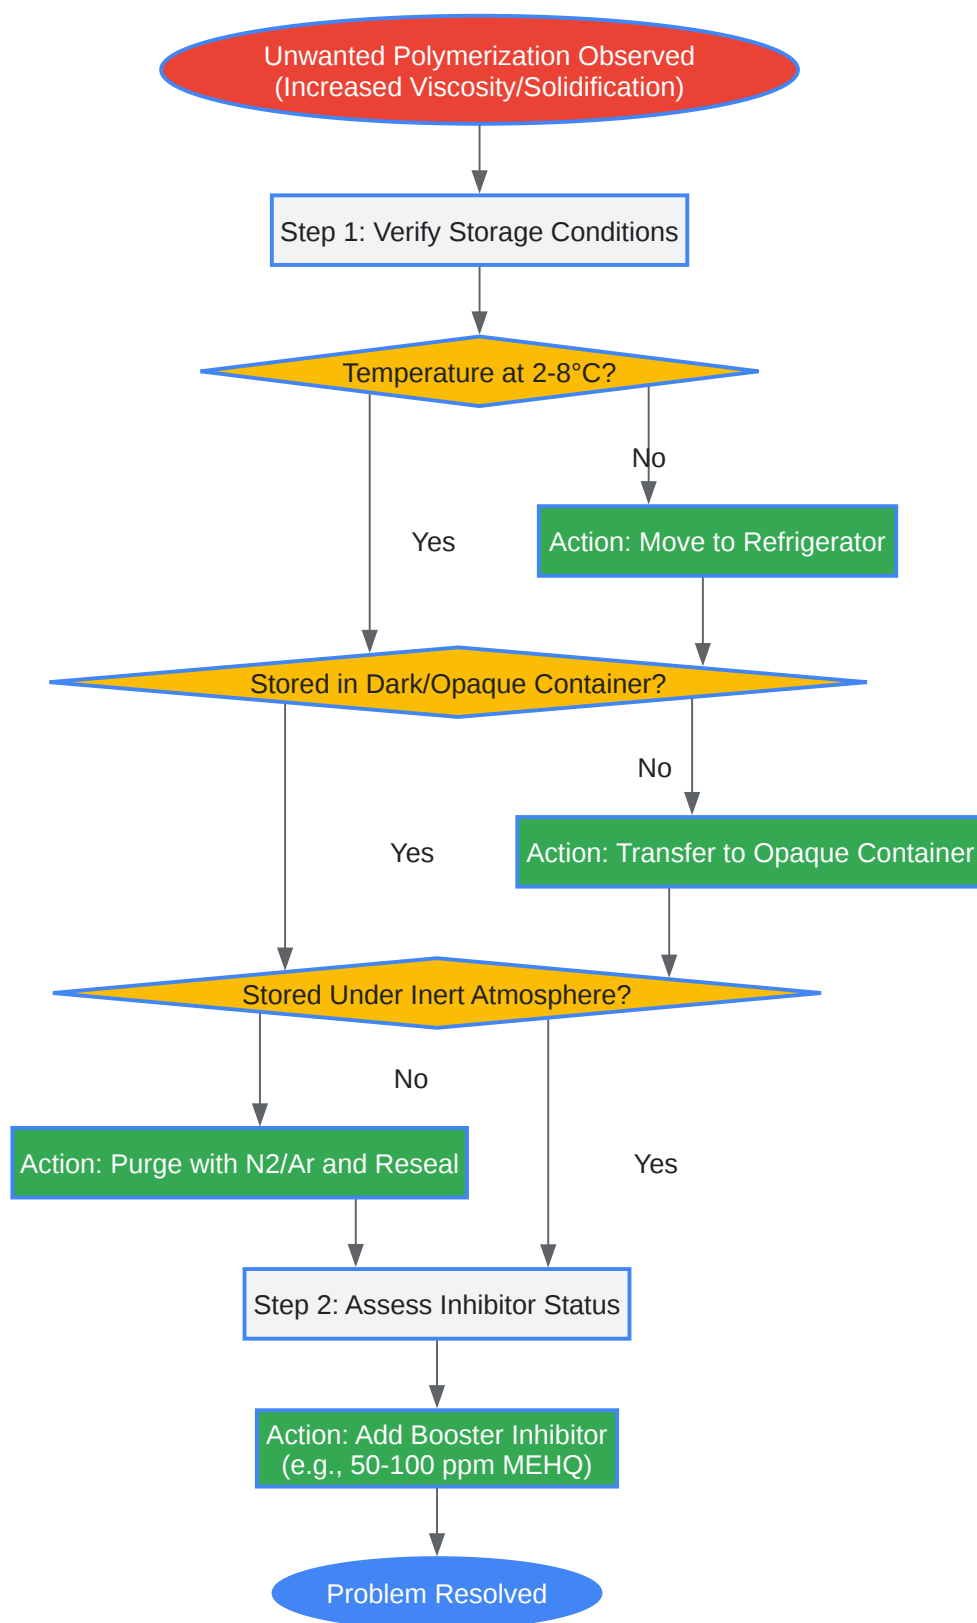 Unwanted Polymerization Observed
(Increased Viscosity/Solidification)
Step 1: Verify Storage Conditions
Temperature at 2-8°C?
No
Yes
Action: Move to Refrigerator
Stored in Dark/Opaque Container?
No
Yes
Action: Transfer to Opaque Container
Stored Under Inert Atmosphere?
No
Action: Purge with N2/Ar and Reseal
Yes
Step 2: Assess Inhibitor Status
Action: Add Booster Inhibitor
(e.g., 50-100 ppm MEHQ)
Problem Resolved